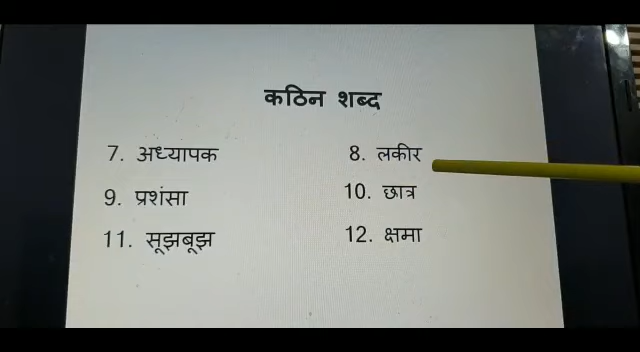 कठिन शब्द
7. अध्यापक 8. लकीर
9. प्रशंसा 10. छात्र
11. सूझबूझ 12. क्षमा